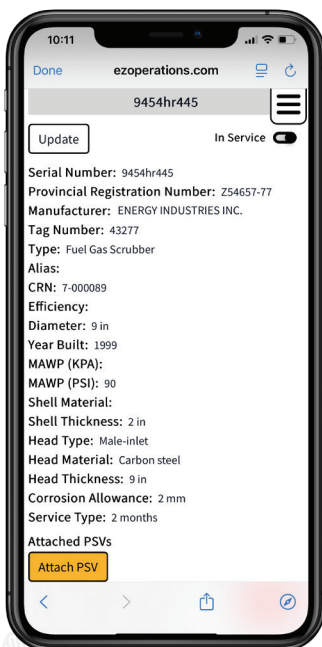 10:11
Done ezoperations.com
9454hr445
Update In Service
Serial Number: 9454hr445
Provincial Registration Number: Z54657-77
Manufacturer: ENERGY INDUSTRIES INC.
Tag Number: 43277
Type: Fuel Gas Scrubber
Alias:
CRN: 7-000089
Efficiency:
Diameter: 9 in
Year Built: 1999
MAWP (KPA):
MAWP (PSI): 90
Shell Material:
Shell Thickness: 2 in
Head Type: Male-inlet
Head Material: Carbon steel
Head Thickness: 9 in
Corrosion Allowance: 2 mm
Service Type: 2 months
Attached PSVs
Attach PSV